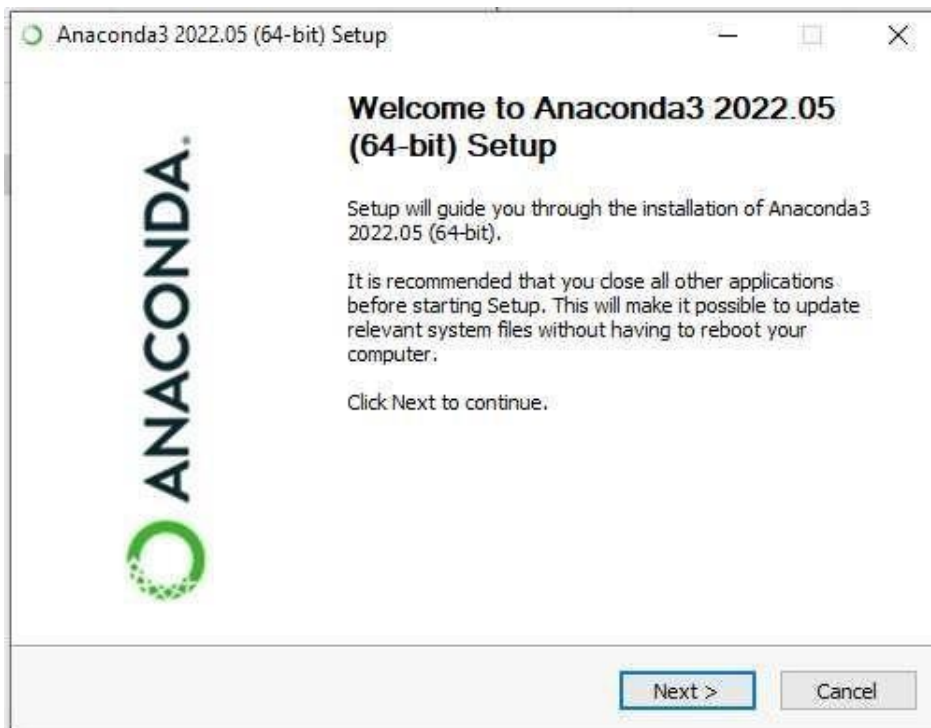 Anaconda3 2022.05 (64-bit) Setup
ANACONDA.
Welcome to Anaconda3 2022.05
(64-bit) Setup
Setup will guide you through the installation of Anaconda3
2022.05 (64-bit).
It is recommended that you close all other applications
before starting Setup. This will make it possible to update
relevant system files without having to reboot your
computer.
Click Next to continue.
Next >
Cancel